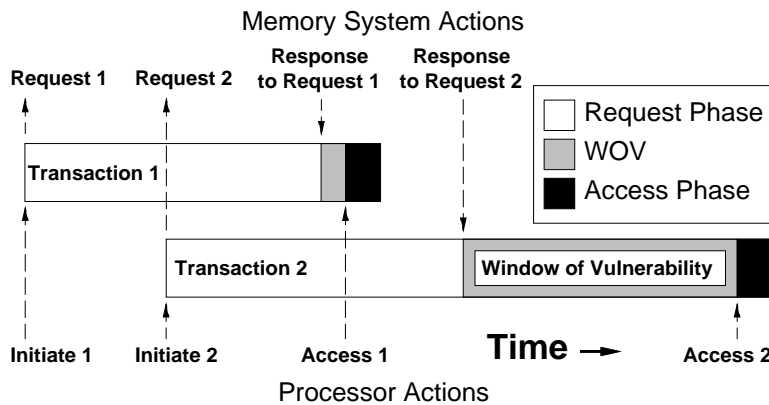 Memory System Actions
Request 1
Request 2
Response
to Request 1
Response
to Request 2
Request Phase
WOV
Access Phase
Transaction 1
Transaction 2
Window of Vulnerability
Initiate 1
Initiate 2
Access 1
Time
Access 2
Processor Actions